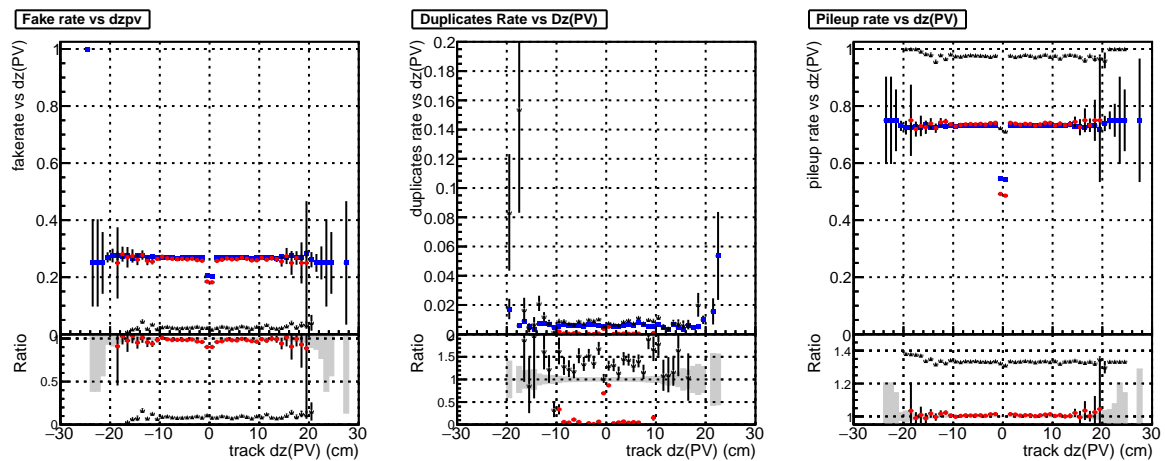 Fake rate vs dzpv
fakerate vs dz(PV)
1
0.8
0.6
0.4
0.2
0
Ratio
1
0.5
0
−30 −20 −10 0 10 20 30
track dz(PV) (cm)
Duplicates Rate vs Dz(PV)
duplicates rate vs dz(PV)
0.2
0.18
0.16
0.14
0.12
0.1
0.08
0.06
0.04
0.02
0
Ratio
1.5
1
0.5
0
−30 −20 −10 0 10 20 30
track dz(PV) (cm)
Pileup rate vs dz(PV)
pileup rate vs dz(PV)
1
0.8
0.6
0.4
0.2
0
Ratio
1.4
1.2
1
−30 −20 −10 0 10 20 30
track dz(PV) (cm)